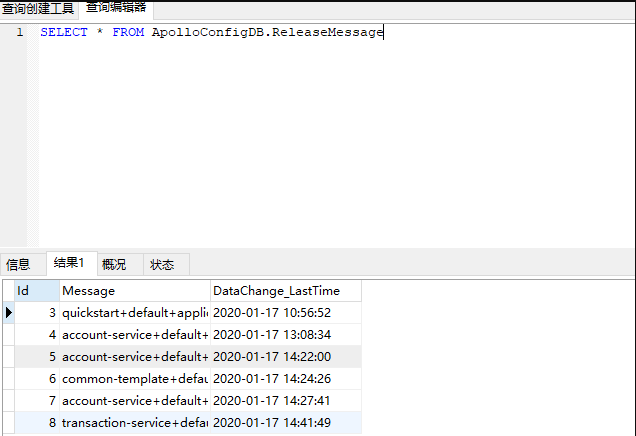 查询创建工具 查询编辑器
1 SELECT * FROM ApolloConfigDB.ReleaseMessage
信息 结果1 概况 状态
Id Message DataChange_LastTime
3 quickstart+default+applic 2020-01-17 10:56:52
4 account-service+default+ 2020-01-17 13:08:34
5 account-service+default+ 2020-01-17 14:22:00
6 common-template+defau 2020-01-17 14:24:26
7 account-service+default+ 2020-01-17 14:27:41
8 transaction-service+defau 2020-01-17 14:41:49